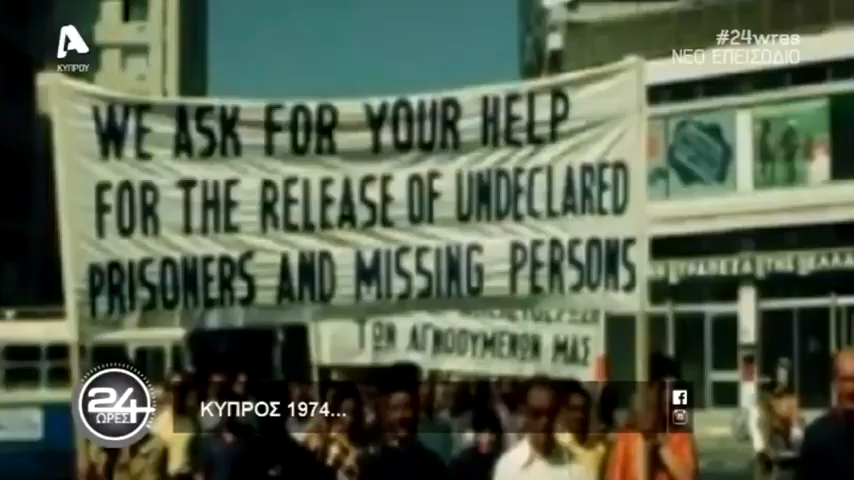 ΚΥΠΡΟΥ
#24wres
ΝΕΟ ΕΠΕΙΣΟΔΙΟ
WE ASK FOR YOUR HELP
FOR THE RELEASE OF UNDECLARED
PRISONERS AND MISSING PERSONS
ΤΩΝ ΑΓΝΟΟΥΜΕΝΩΝ ΜΑΣ
24
ΩΡΕΣ
ΚΥΠΡΟΣ 1974...